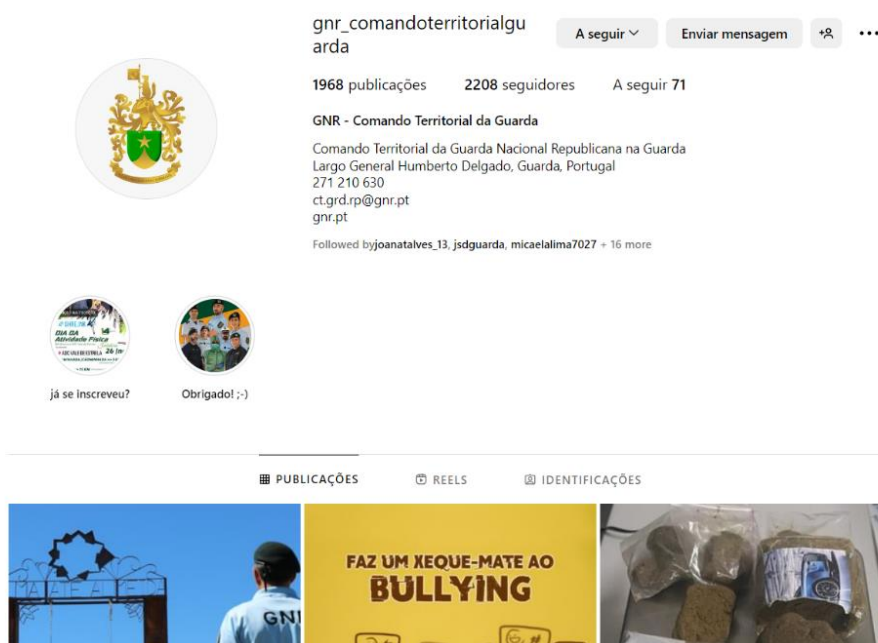 gnr_comandoterritorialgu
arda
A seguir
Enviar mensagem
1968 publicações 2208 seguidores A seguir 71
GNR - Comando Territorial da Guarda
Comando Territorial da Guarda Nacional Republicana na Guarda
Largo General Humberto Delgado, Guarda, Portugal
271 210 630
ct.grd.rp@gnr.pt
gnr.pt
Followed byjoanatalves_13, jsdguarda, micaelalima7027 + 16 more
DIA DA
Atividade Física
26
já se inscreveu?
Obrigado! ;-)
PUBLICAÇÕES
REELS
IDENTIFICAÇÕES
GN
FAZ UM XEQUE-MATE AO
BULLYING